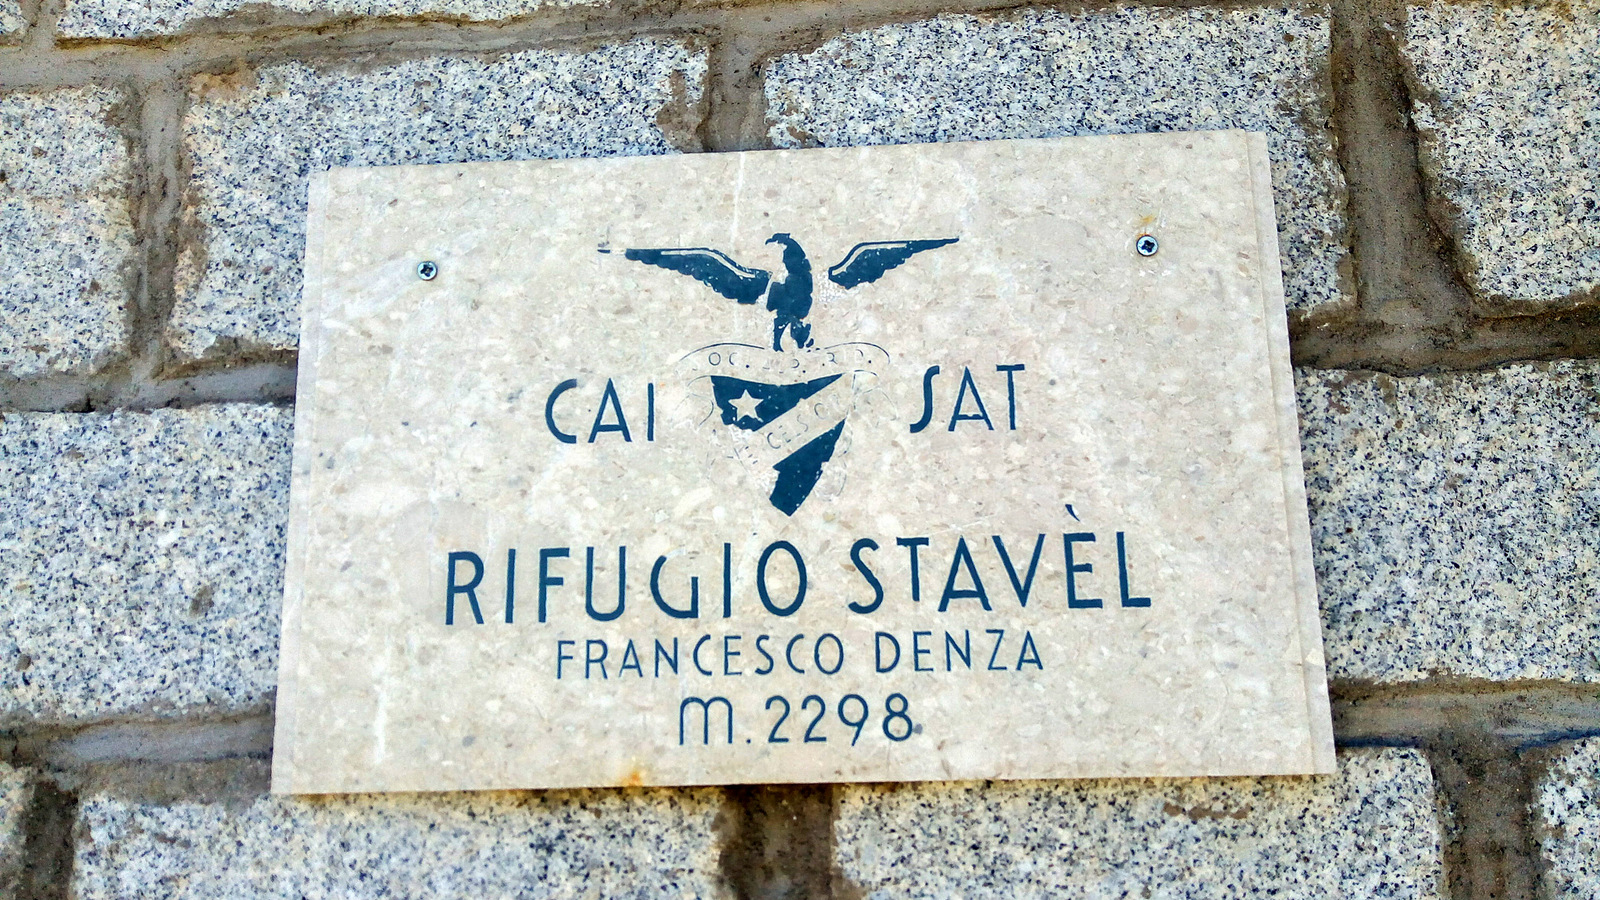 CAI SAT
RIFUGIO STAVÈL
FRANCESCO DENZA
m. 2298